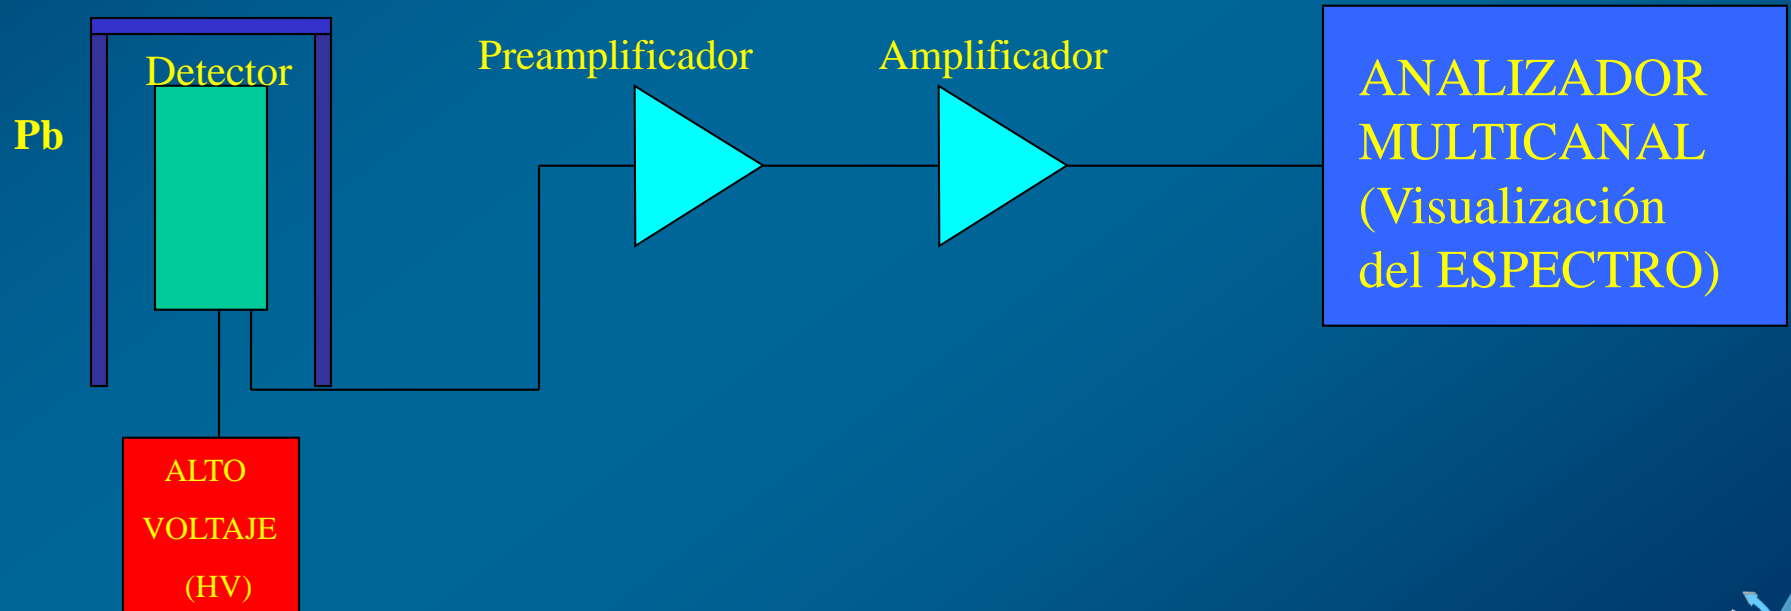 Pb
Detector
Preamplificador
Amplificador
ANALIZADOR
MULTICANAL
(Visualización
del ESPECTRO)
ALTO
VOLTAJE
(HV)